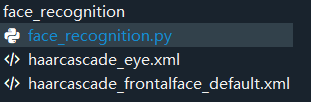 face_recognition
face_recognition.py
haarcascade_eye.xml
haarcascade_frontalface_default.xml